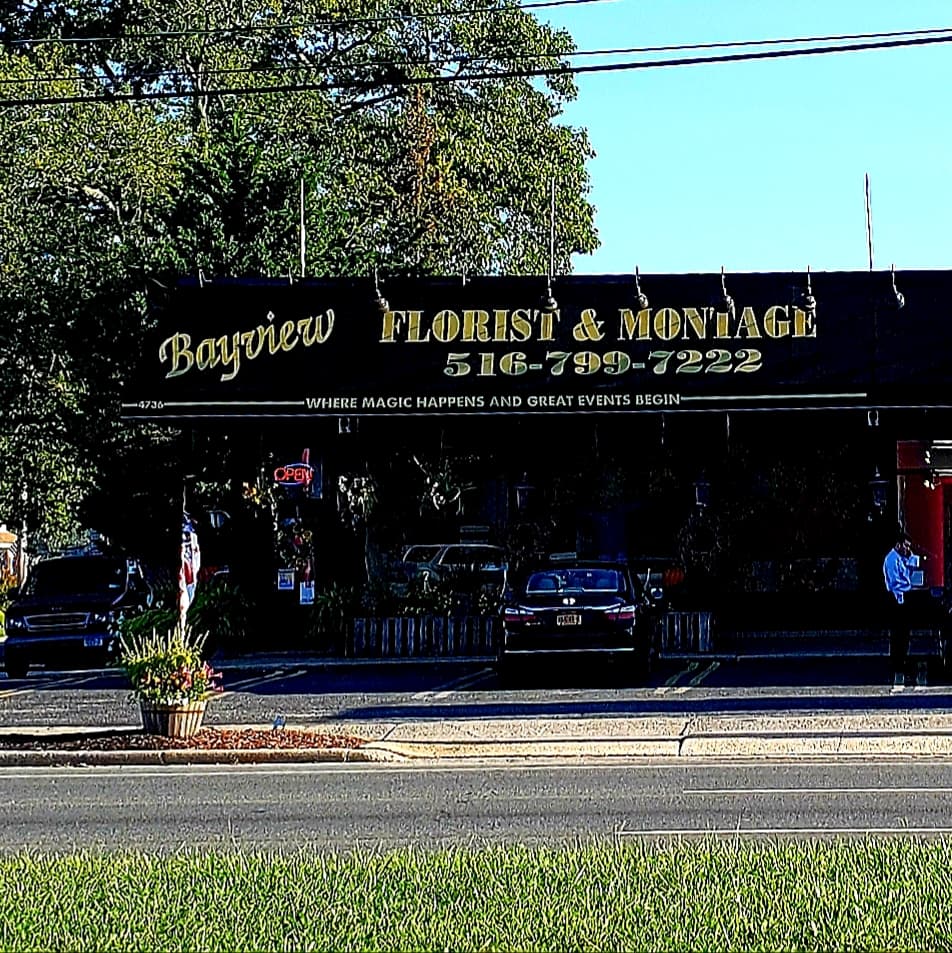 Bayview
FLORIST & MONTAGE
516-799-7222
4736
WHERE MAGIC HAPPENS AND GREAT EVENTS BEGIN
OPEN